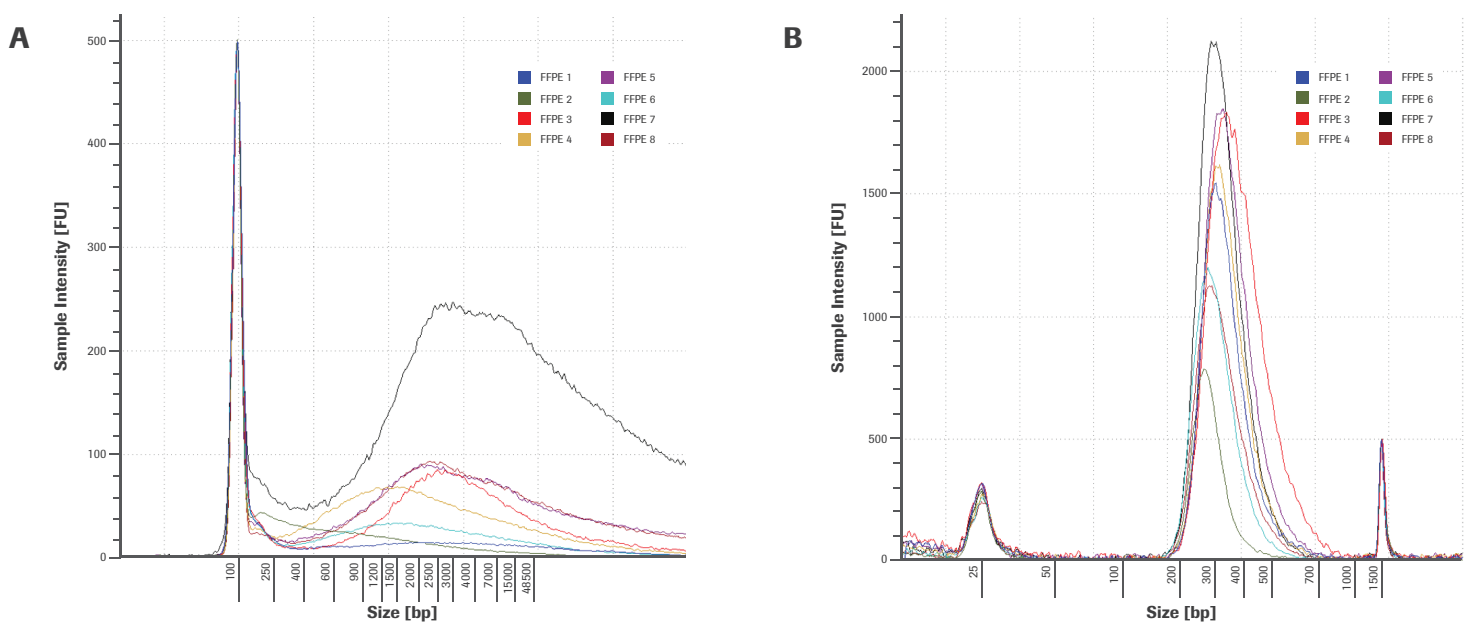 A
Sample Intensity [FU]
500
400
300
200
100
0
FFPE 1
FFPE 2
FFPE 3
FFPE 4
FFPE 5
FFPE 6
FFPE 7
FFPE 8
100
250
400
600
900
1200
1500
2000
2500
3000
4000
7000
15000
48500
Size [bp]
B
Sample Intensity [FU]
2000
1500
1000
500
0
FFPE 1
FFPE 2
FFPE 3
FFPE 4
FFPE 5
FFPE 6
FFPE 7
FFPE 8
25
50
100
200
300
400
500
700
1000
1500
Size [bp]